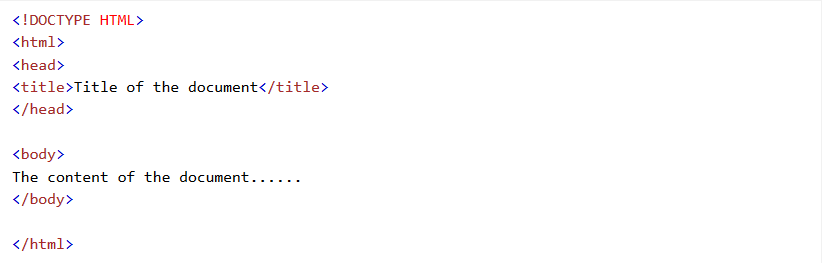 <!DOCTYPE HTML>
<html>
<head>
<title>Title of the document</title>
</head>
<body>
The content of the document......
</body>
</html>